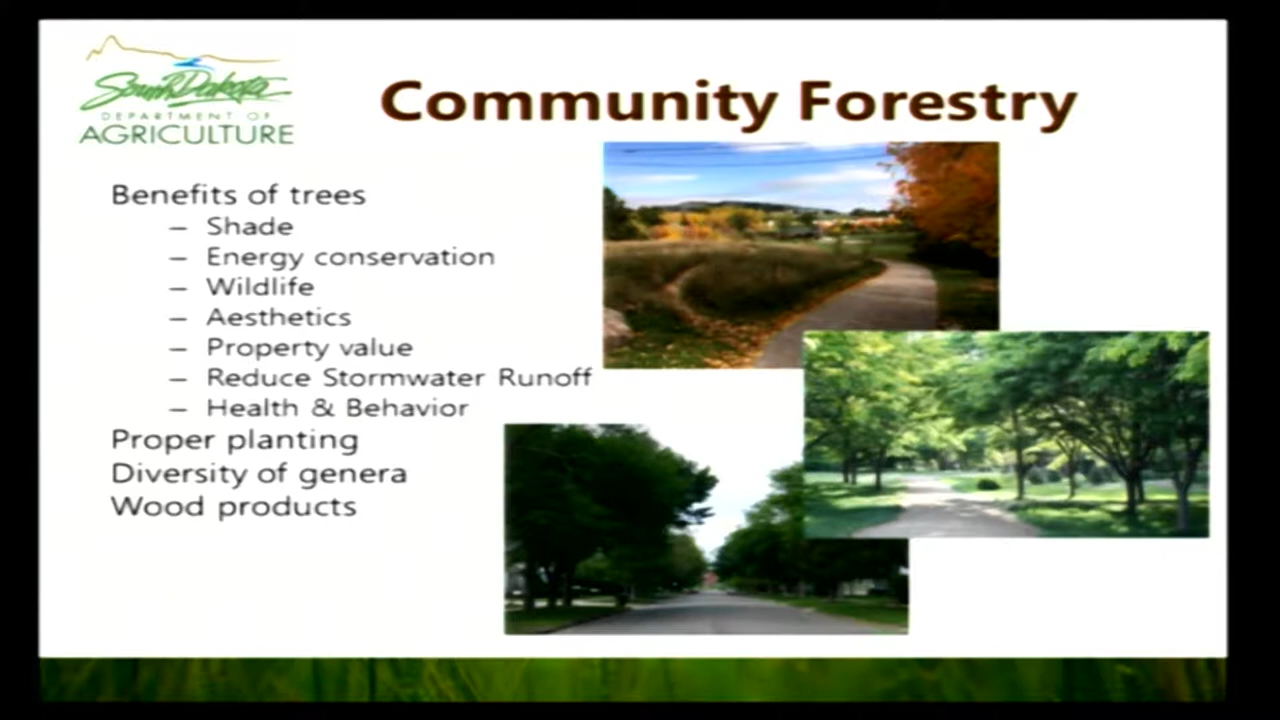 South Dakota
DEPARTMENT OF
AGRICULTURE
Community Forestry
Benefits of trees
– Shade
– Energy conservation
– Wildlife
– Aesthetics
– Property value
– Reduce Stormwater Runoff
– Health & Behavior
Proper planting
Diversity of genera
Wood products